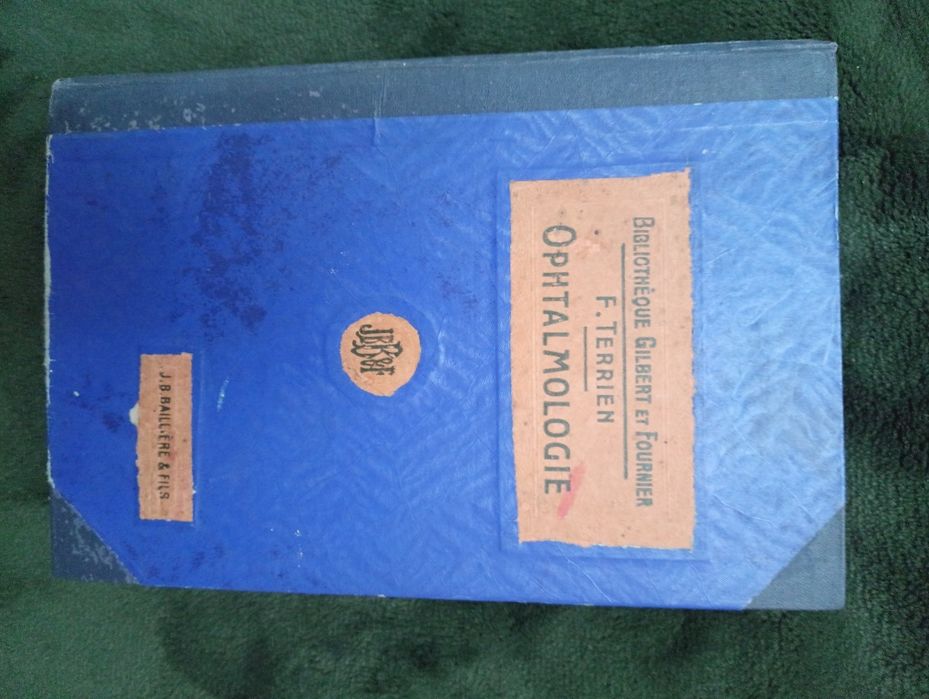 BIBLIOTHÈQUE GILBERT ET FOURNIER
F. TERRIEN
OPHTALMOLOGIE
J.B. BAILLIÈRE & FILS